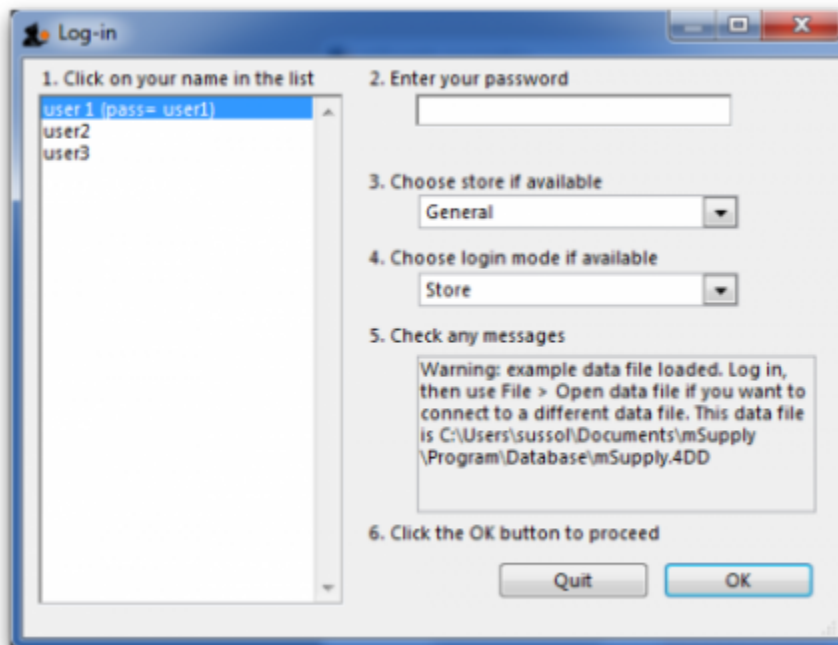 Log-in
1. Click on your name in the list
user 1 (pass= user1)
user2
user3
2. Enter your password
3. Choose store if available
General
4. Choose login mode if available
Store
5. Check any messages
Warning: example data file loaded. Log in,
then use File > Open data file if you want to
connect to a different data file. This data file
is C:\Users\sussol\Documents\mSupply
\Program\Database\mSupply.4DD
6. Click the OK button to proceed
Quit
OK